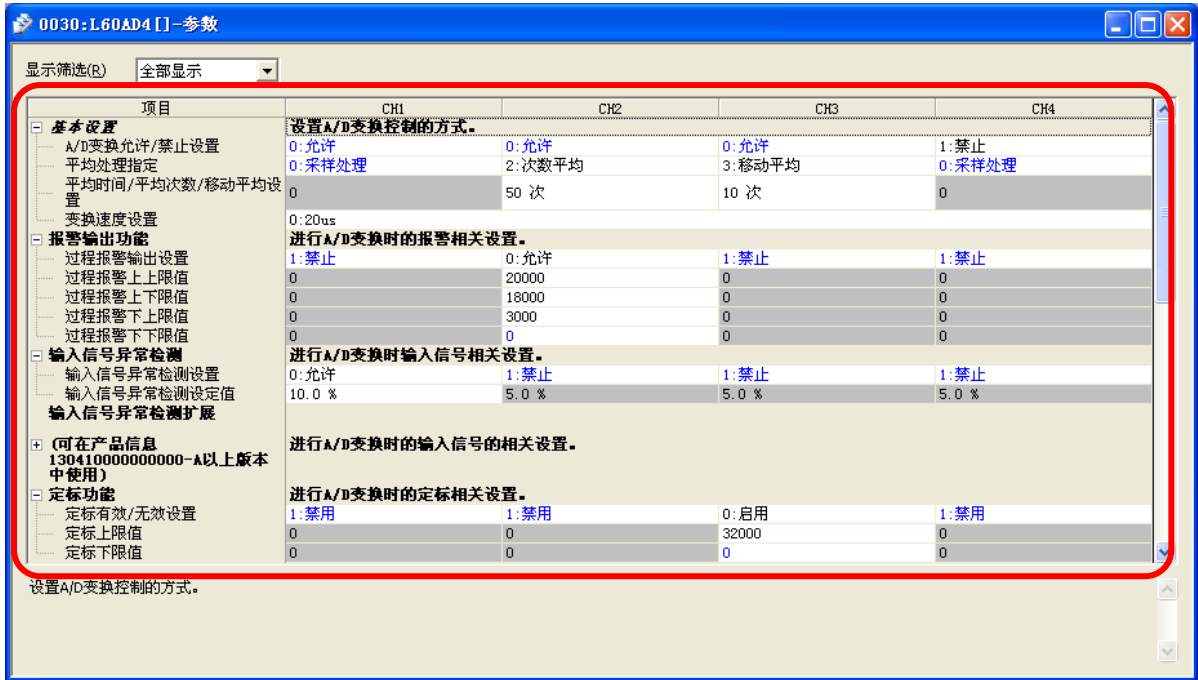 0030:L60AD4[]-参数
显示筛选(R) 全部显示
项目 CH1 CH2 CH3 CH4
基本设置 设置A/D变换控制的方式。
A/D变换允许/禁止设置 0:允许 0:允许 0:允许 1:禁止
平均处理指定 0:采样处理 2:次数平均 3:移动平均 0:采样处理
平均时间/平均次数/移动平均设
置 0 50 次 10 次 0
变换速度设置 0:20us
报警输出功能 进行A/D变换时的报警相关设置。
过程报警输出设置 1:禁止 0:允许 1:禁止 1:禁止
过程报警上上限值 0 20000 0 0
过程报警上下限值 0 18000 0 0
过程报警下上限值 0 3000 0 0
过程报警下下限值 0 0 0 0
输入信号异常检测 进行A/D变换时输入信号相关设置。
输入信号异常检测设置 0:允许 1:禁止 1:禁止 1:禁止
输入信号异常检测设定值 10.0 % 5.0 % 5.0 % 5.0 %
输入信号异常检测扩展
(可在产品信息 进行A/D变换时的输入信号的相关设置。
130410000000000-A以上版本
中使用)
定标功能 进行A/D变换时的定标相关设置。
定标有效/无效设置 1:禁用 1:禁用 0:启用 1:禁用
定标上限值 0 0 32000 0
定标下限值 0 0 0 0
设置A/D变换控制的方式。